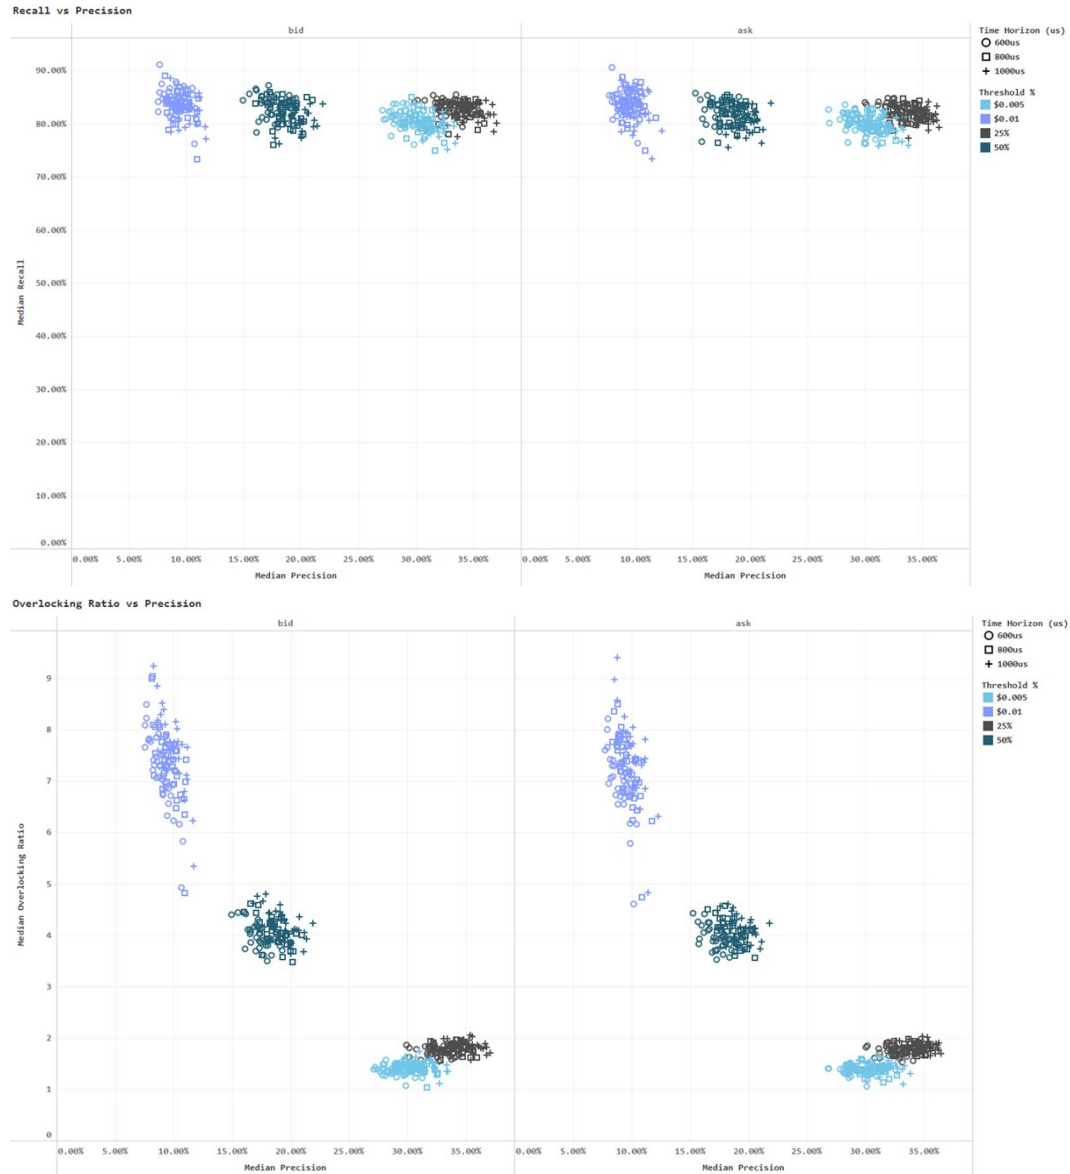 Recall vs Precision
bid
ask
Time Horizon (us)
600us
800us
1000us
Threshold %
$0.005
$0.01
25%
50%
90.00%
80.00%
70.00%
60.00%
50.00%
40.00%
30.00%
20.00%
10.00%
0.00%
Median Recall
0.00% 5.00% 10.00% 15.00% 20.00% 25.00% 30.00% 35.00%
0.00% 5.00% 10.00% 15.00% 20.00% 25.00% 30.00% 35.00%
Median Precision
Median Precision
Overlocking Ratio vs Precision
bid
ask
Time Horizon (us)
600us
800us
1000us
Threshold %
$0.005
$0.01
25%
50%
9
8
7
6
5
4
3
2
1
0
Median Overlocking Ratio
0.00% 5.00% 10.00% 15.00% 20.00% 25.00% 30.00% 35.00%
0.00% 5.00% 10.00% 15.00% 20.00% 25.00% 30.00% 35.00%
Median Precision
Median Precision